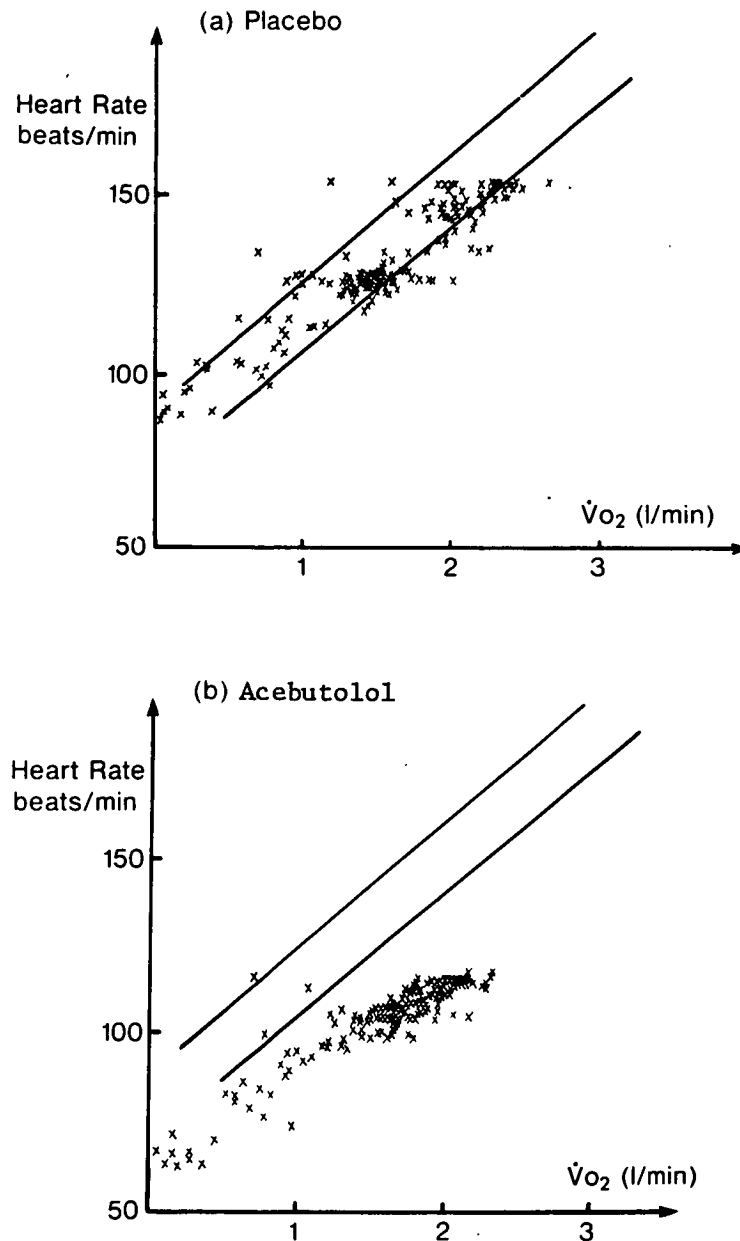 (a) Placebo
Heart Rate
beats/min
150
100
50
V̇o₂ (l/min)
1 2 3
(b) Acebutolol
Heart Rate
beats/min
150
100
50
V̇o₂ (l/min)
1 2 3